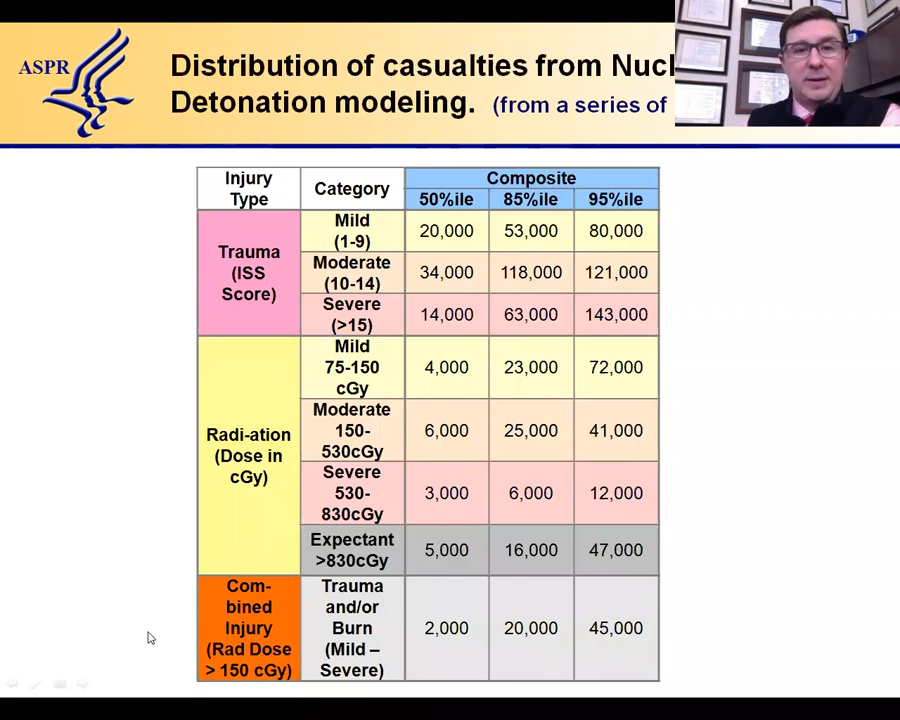 ASPR
Distribution of casualties from Nucl
Detonation modeling. (from a series of
Injury
Type
Category
Composite
50%ile
85%ile
95%ile
Trauma
(ISS
Score)
Mild
(1-9)
20,000
53,000
80,000
Moderate
(10-14)
34,000
118,000
121,000
Severe
(>15)
14,000
63,000
143,000
Radi-ation
(Dose in
cGy)
Mild
75-150
cGy
4,000
23,000
72,000
Moderate
150-
530cGy
6,000
25,000
41,000
Severe
530-
830cGy
3,000
6,000
12,000
Expectant
>830cGy
5,000
16,000
47,000
Com-
bined
Injury
(Rad Dose
> 150 cGy)
Trauma
and/or
Burn
(Mild –
Severe)
2,000
20,000
45,000